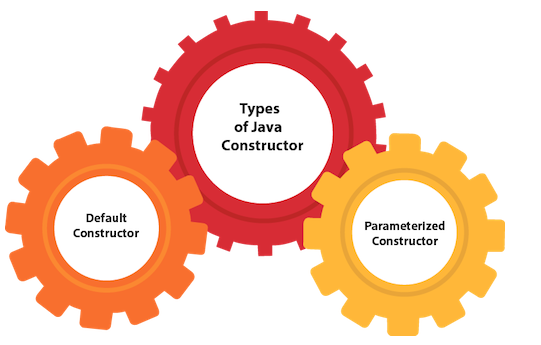 Types
of Java
Constructor
Default
Constructor
Parameterized
Constructor